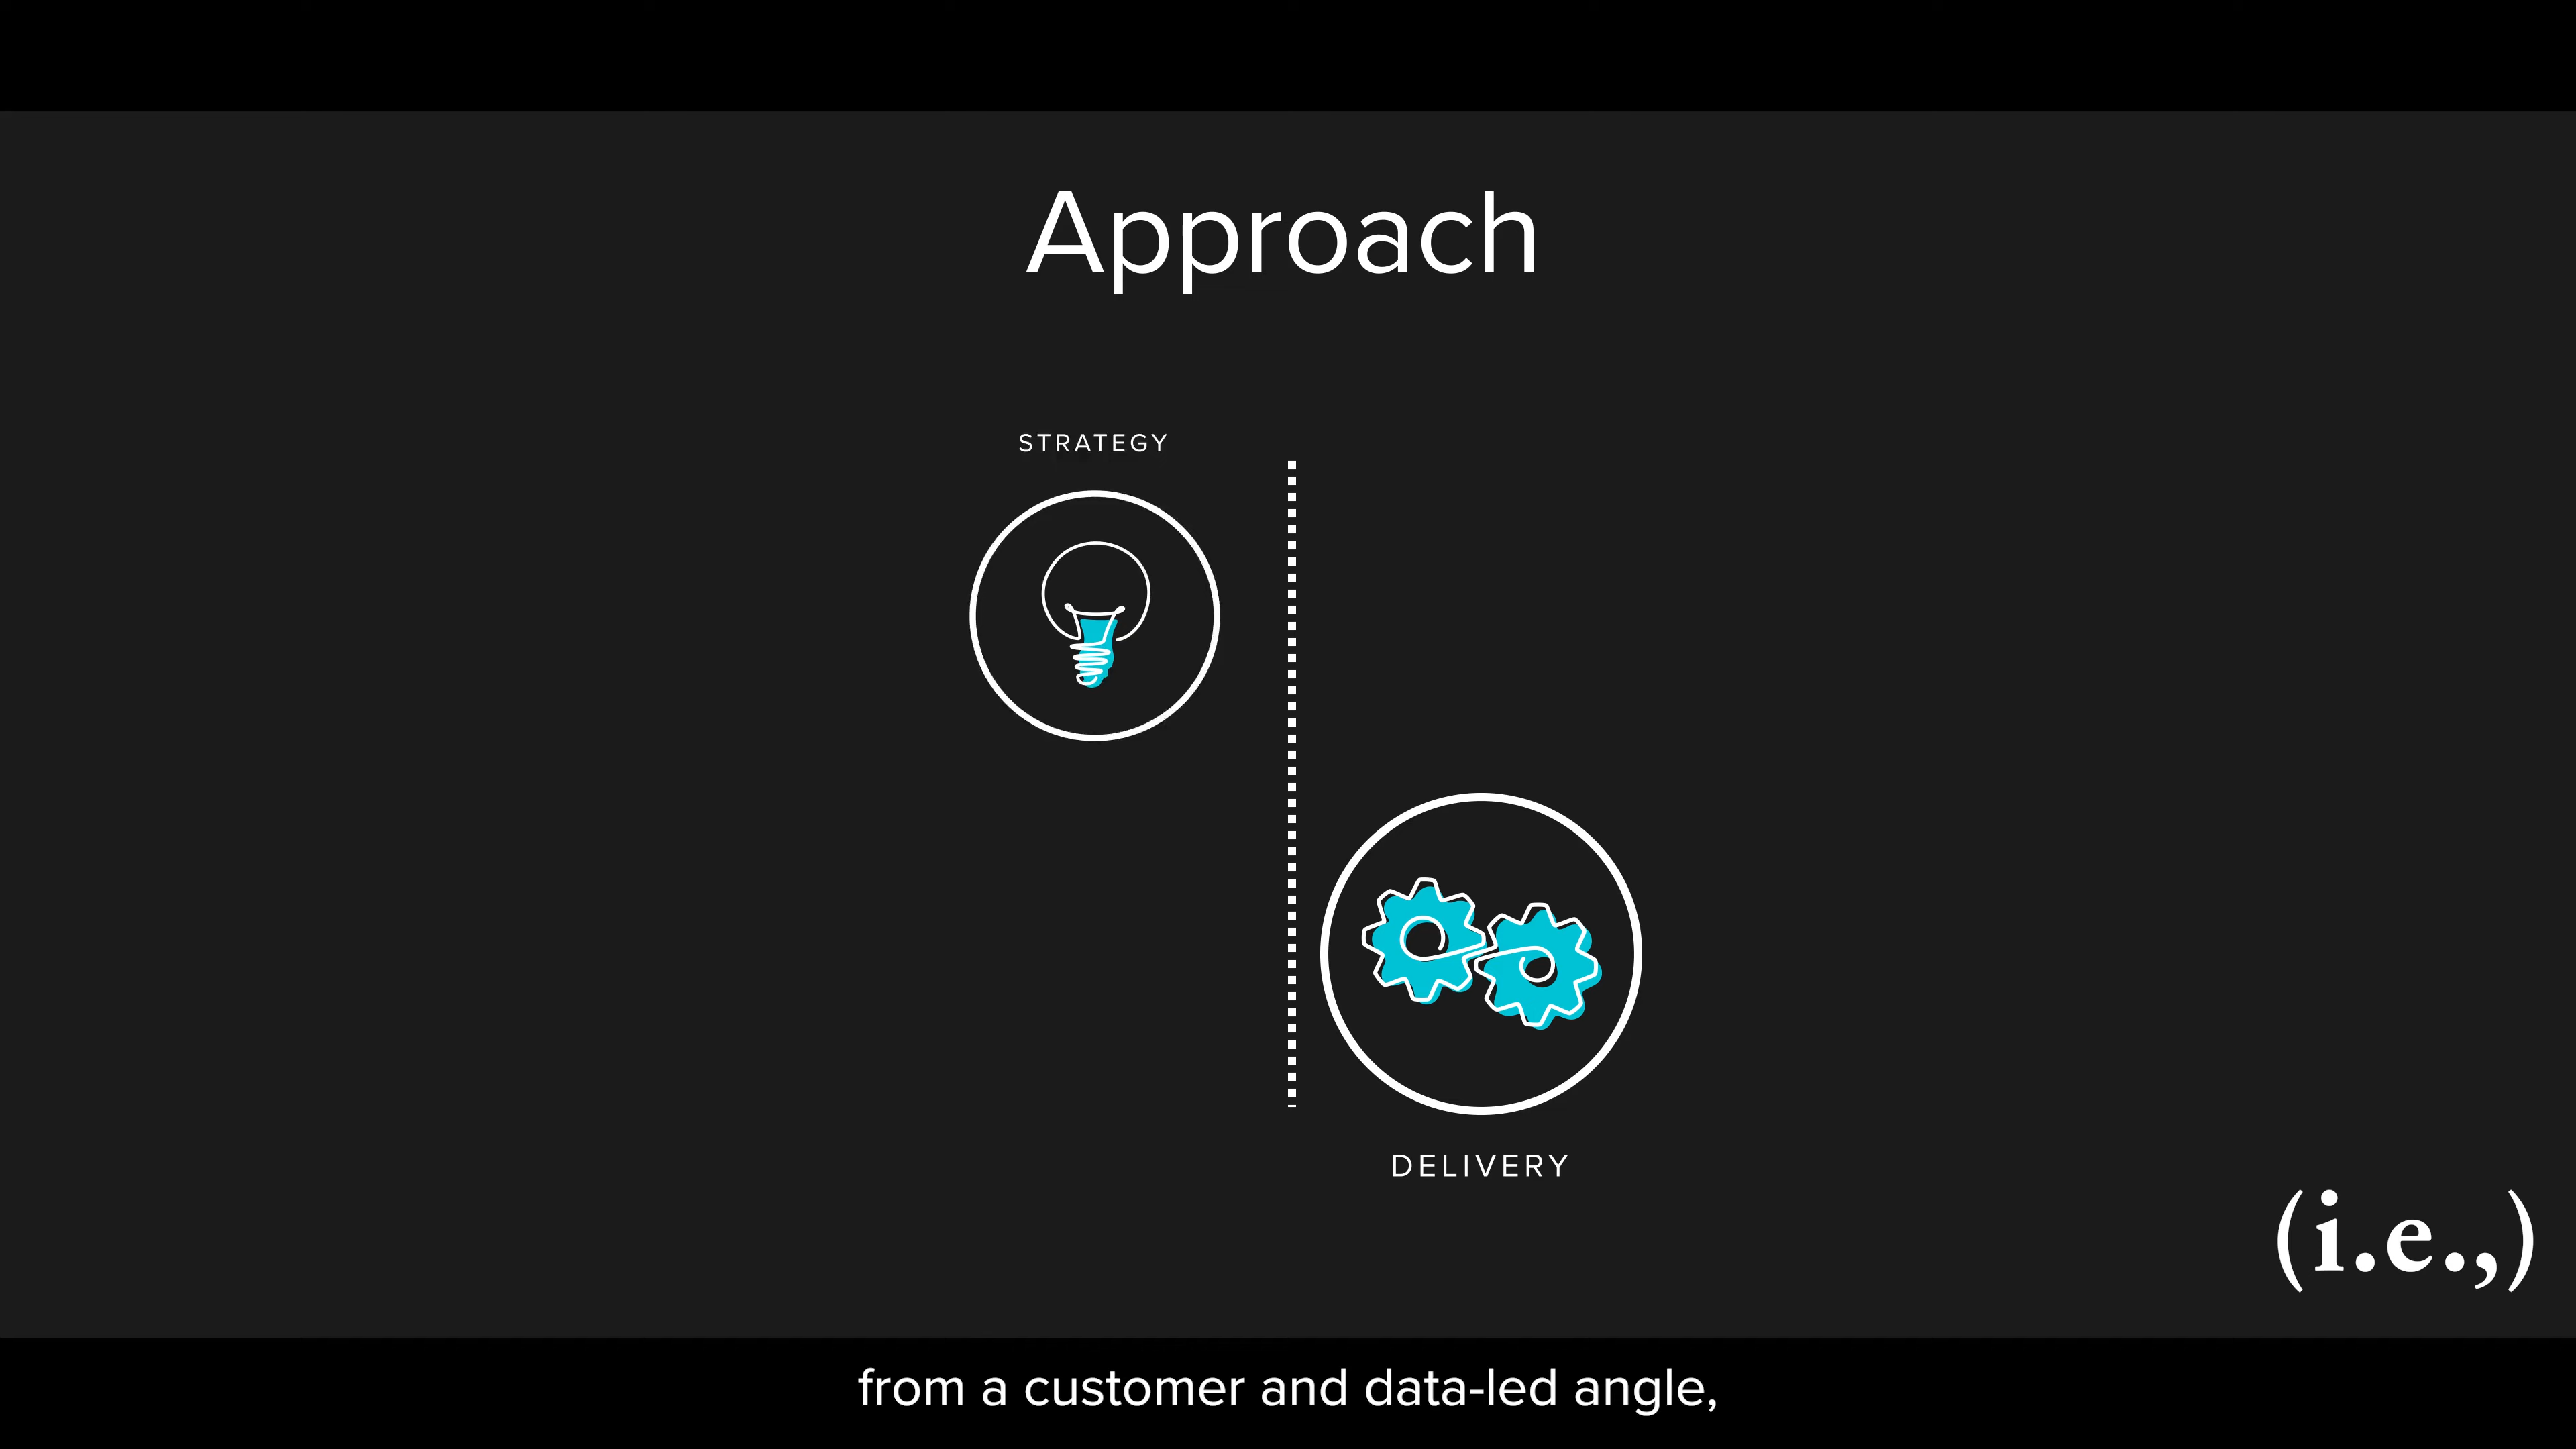 Approach
STRATEGY
DELIVERY
(i.e.,)
from a customer and data-led angle,